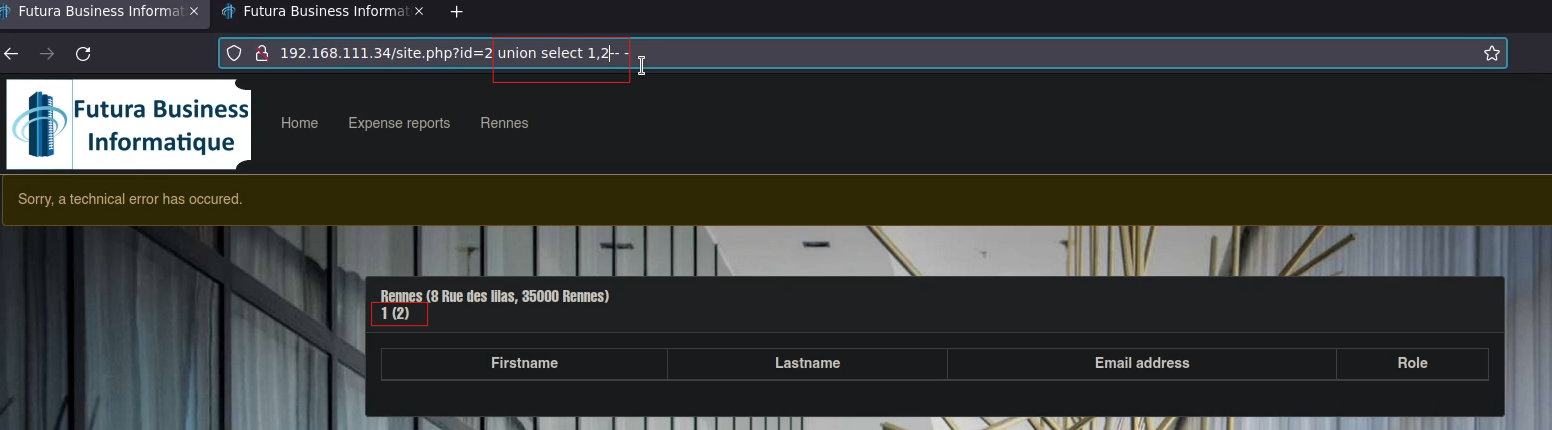 Futura Business Informat × Futura Business Informat × +
192.168.111.34/site.php?id=2 union select 1,2-- -
Futura Business
Informatique
Home Expense reports Rennes
Sorry, a technical error has occured.
Rennes (8 Rue des lilas, 35000 Rennes)
1 (2)
Firstname Lastname Email address Role